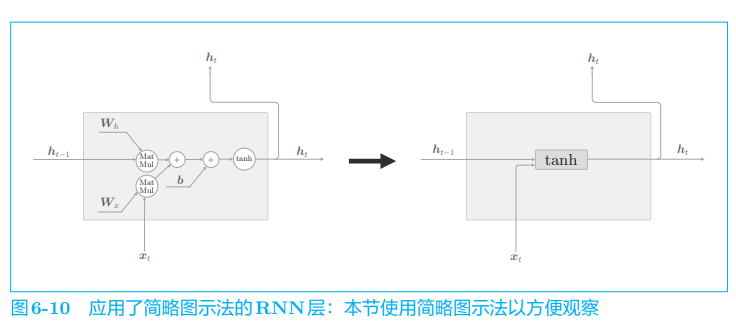 h_t
W_h
h_{t-1}
Mat
Mul
+
+
tanh
h_t
Mat
Mul
b
W_x
x_t
h_t
h_{t-1}
tanh
h_t
x_t
图6-10 应用了简略图示法的RNN层：本节使用简略图示法以方便观察